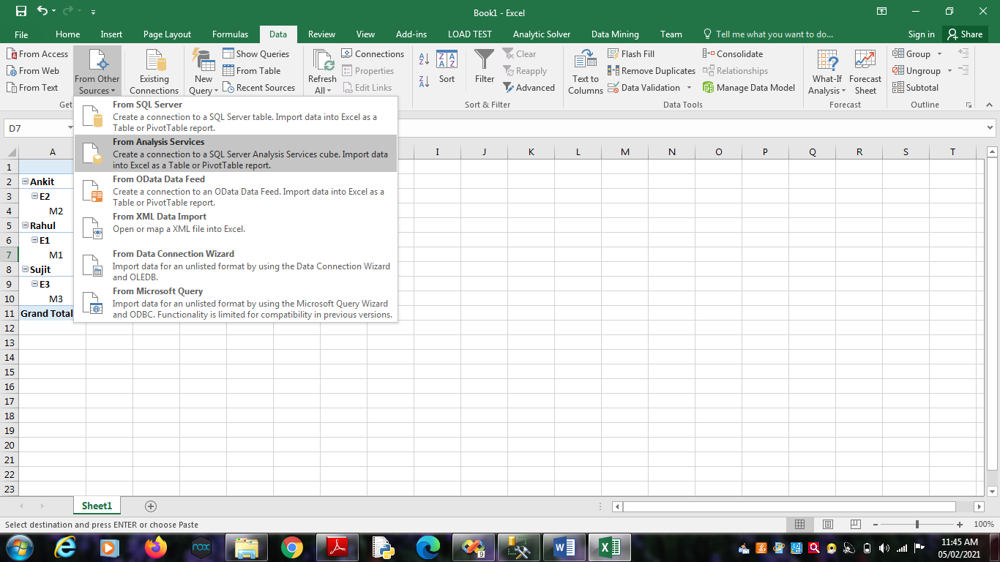 Book1 - Excel
File Home Insert Page Layout Formulas Data Review View Add-ins LOAD TEST Analytic Solver Data Mining Team Tell me what you want to do... Sign in Share
From Access
From Web
From Text
From Other
Sources
Existing
Connections
New
Query
Show Queries
From Table
Recent Sources
Refresh
All
Connections
Properties
Edit Links
A
Z
Z
A
Z A
A Z
Sort
Filter
Clear
Reapply
Advanced
Text to
Columns
Flash Fill
Remove Duplicates
Data Validation
Consolidate
Relationships
Manage Data Model
What-If
Analysis
Forecast
Sheet
Group
Ungroup
Subtotal
Get
Sort & Filter
Data Tools
Forecast
Outline
From SQL Server
Create a connection to a SQL Server table. Import data into Excel as a
Table or PivotTable report.
From Analysis Services
Create a connection to a SQL Server Analysis Services cube. Import data
into Excel as a Table or PivotTable report.
From OData Data Feed
Create a connection to an OData Data Feed. Import data into Excel as a
Table or PivotTable report.
From XML Data Import
Open or map a XML file into Excel.
From Data Connection Wizard
Import data for an unlisted format by using the Data Connection Wizard
and OLEDB.
From Microsoft Query
Import data for an unlisted format by using the Microsoft Query Wizard
and ODBC. Functionality is limited for compatibility in previous versions.
D7
A I J K L M N O P Q R S T
1
2 Ankit
3 E2
4 M2
5 Rahul
6 E1
7 M1
8 Sujit
9 E3
10 M3
11 Grand Total
12
13
14
15
16
17
18
19
20
21
22
23
Sheet1
Select destination and press ENTER or choose Paste
100%
nox
9
11:45 AM
05/02/2021